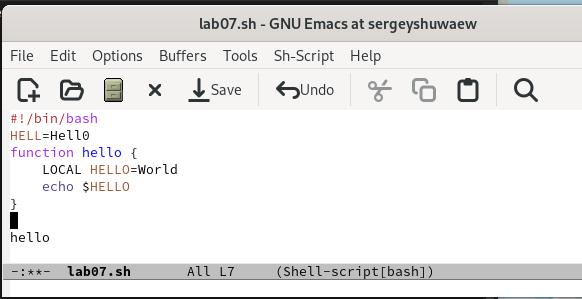 lab07.sh - GNU Emacs at sergeyshuwaew
File Edit Options Buffers Tools Sh-Script Help
Save Undo
#!/bin/bash
HELL=Hell0
function hello {
    LOCAL HELLO=World
    echo $HELLO
}
hello
-:**-  lab07.sh       All L7     (Shell-script[bash])